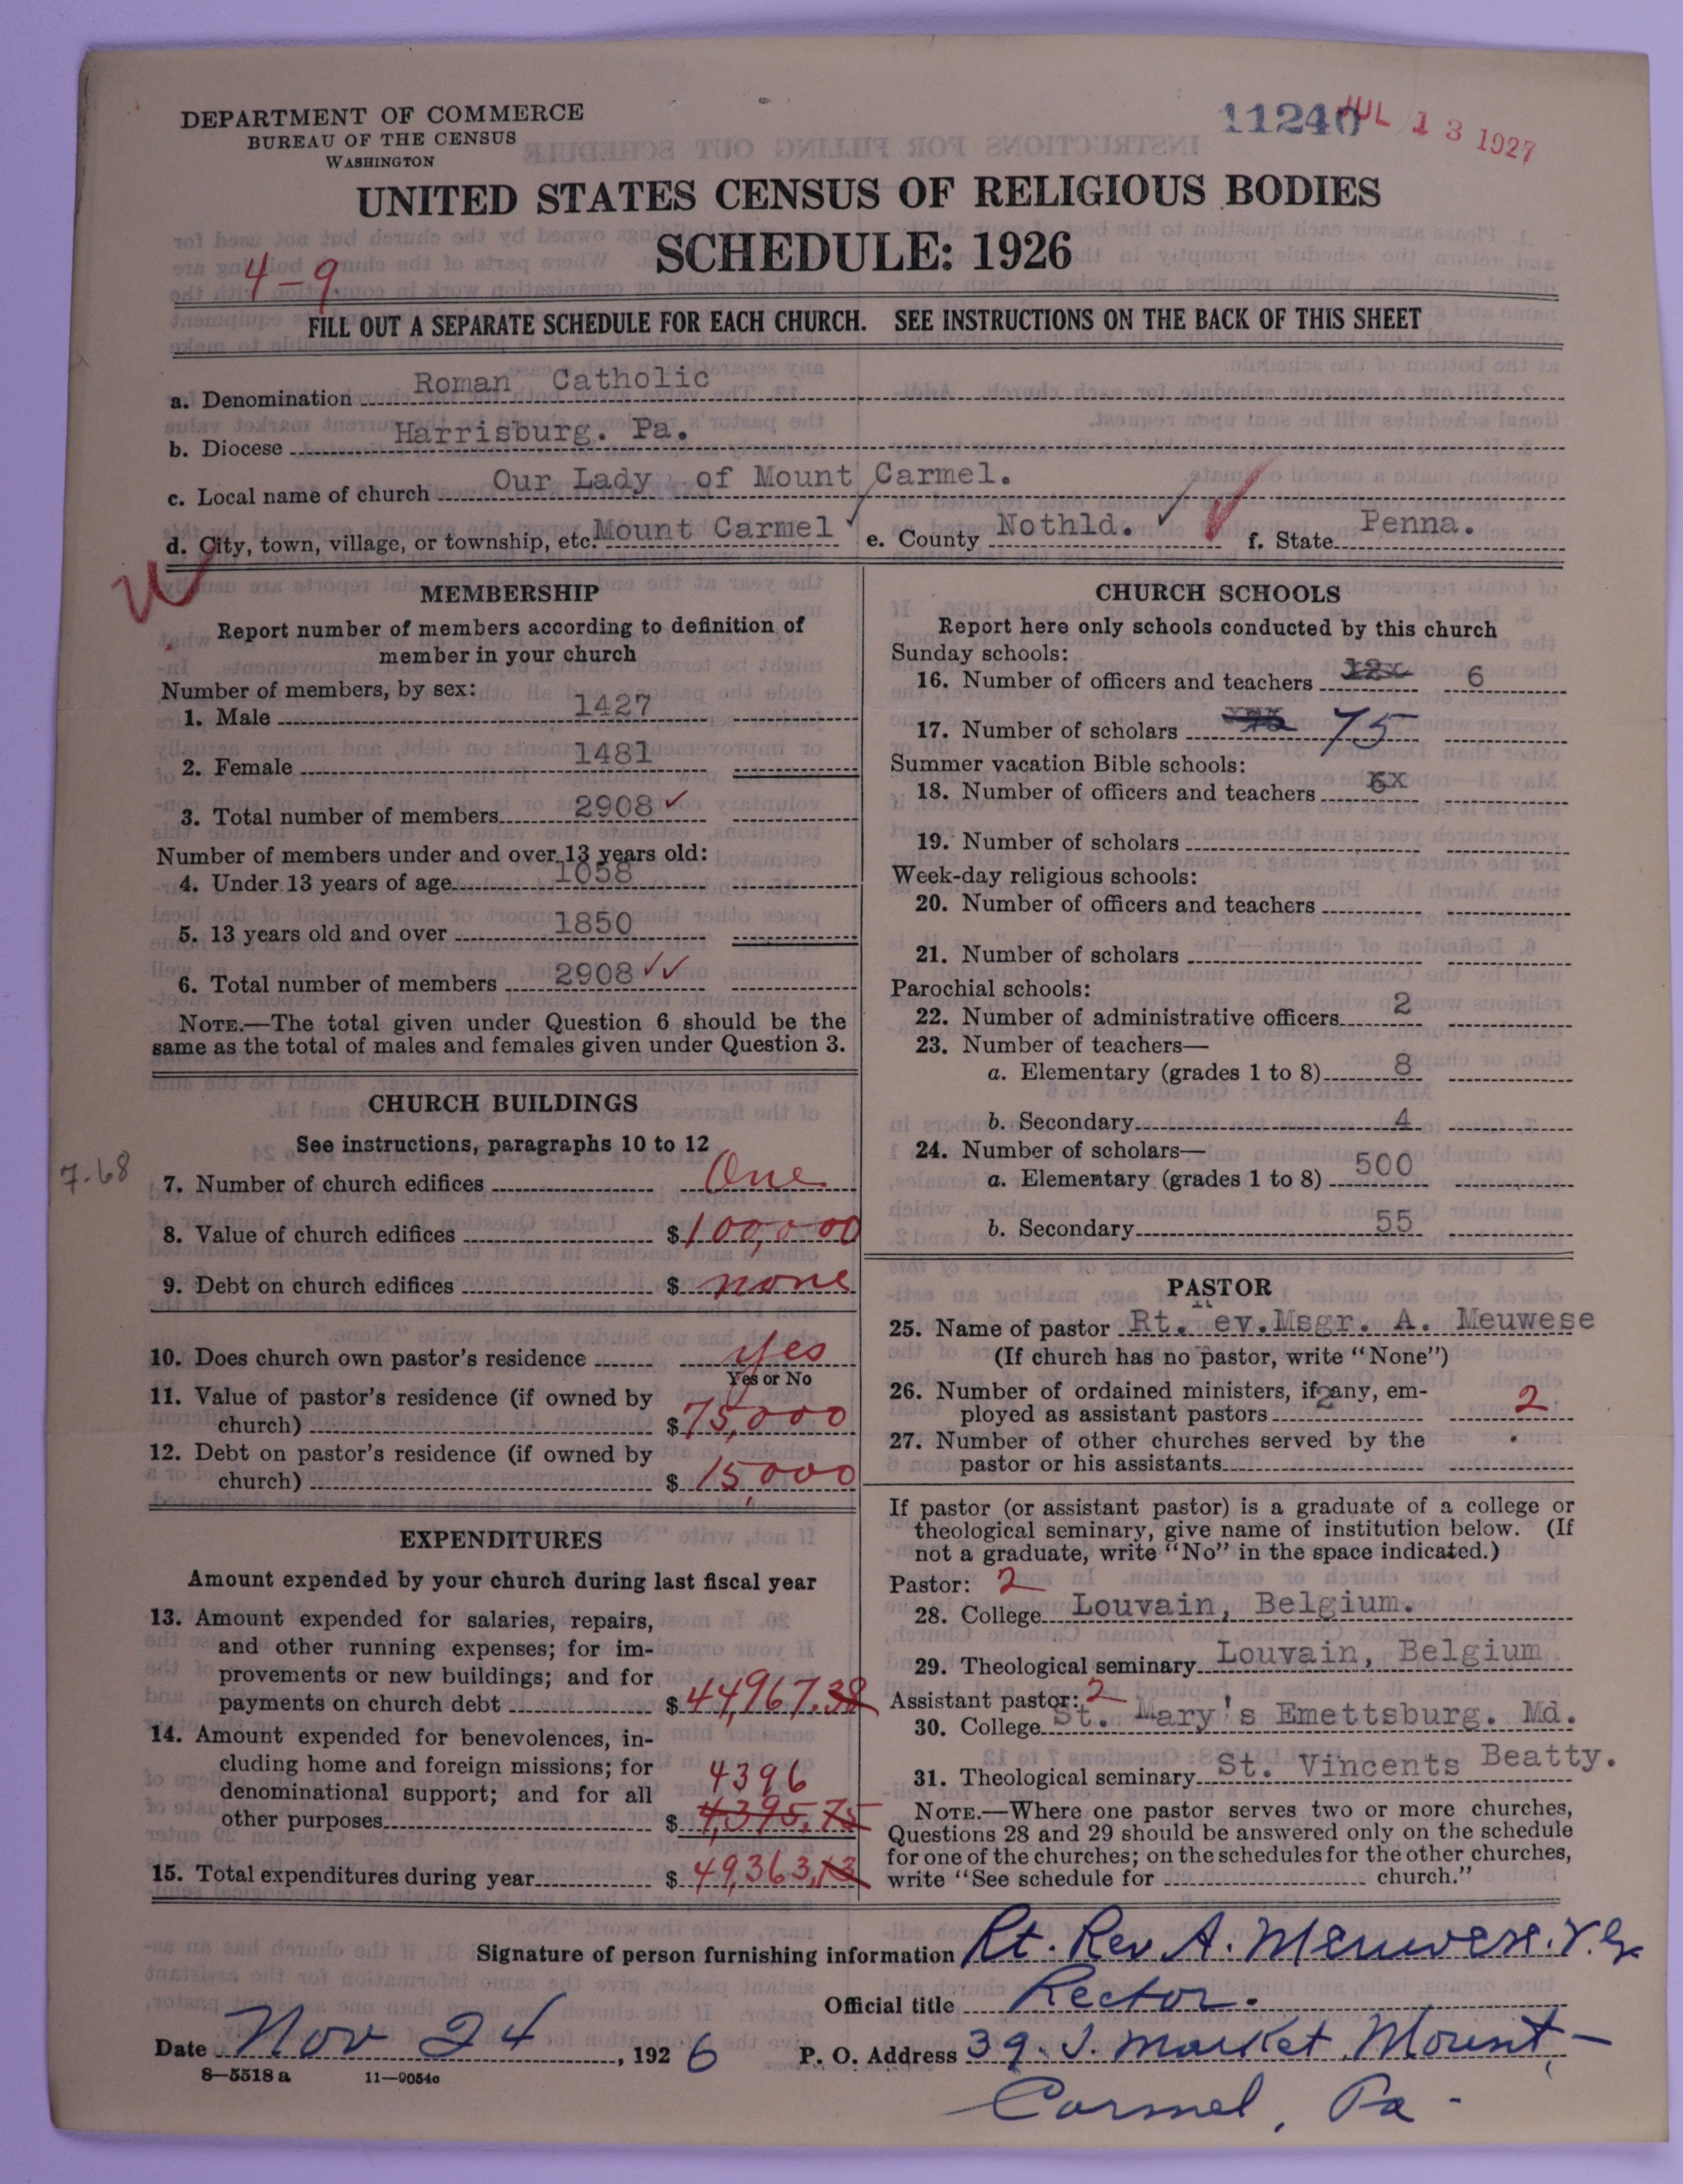 DEPARTMENT OF COMMERCE
BUREAU OF THE CENSUS
WASHINGTON
11240
JUL 13 1927
UNITED STATES CENSUS OF RELIGIOUS BODIES
SCHEDULE: 1926
4-9
FILL OUT A SEPARATE SCHEDULE FOR EACH CHURCH. SEE INSTRUCTIONS ON THE BACK OF THIS SHEET
a. Denomination Roman Catholic
b. Diocese Harrisburg. Pa.
c. Local name of church Our Lady of Mount Carmel.
d. City, town, village, or township, etc. Mount Carmel e. County Nothld. f. State Penna.
MEMBERSHIP
Report number of members according to definition of
member in your church
Number of members, by sex:
1. Male 1427
2. Female 1481
3. Total number of members 2908 ✓
Number of members under and over 13 years old:
4. Under 13 years of age 1058
5. 13 years old and over 1850
6. Total number of members 2908 ✓✓
NOTE.—The total given under Question 6 should be the
same as the total of males and females given under Question 3.
CHURCH BUILDINGS
See instructions, paragraphs 10 to 12
7-68
7. Number of church edifices One
8. Value of church edifices $100,000
9. Debt on church edifices $ none
10. Does church own pastor's residence Yes
Yes or No
11. Value of pastor's residence (if owned by
church) $75,000
12. Debt on pastor's residence (if owned by
church) $15,000
EXPENDITURES
Amount expended by your church during last fiscal year
13. Amount expended for salaries, repairs,
and other running expenses; for im-
provements or new buildings; and for
payments on church debt $44,967.38
14. Amount expended for benevolences, in-
cluding home and foreign missions; for
denominational support; and for all 4396
other purposes $4,395.75
15. Total expenditures during year $49,363.13
CHURCH SCHOOLS
Report here only schools conducted by this church
Sunday schools:
16. Number of officers and teachers 12x 6
17. Number of scholars 75
Summer vacation Bible schools:
18. Number of officers and teachers 6x
19. Number of scholars
Week-day religious schools:
20. Number of officers and teachers
21. Number of scholars
Parochial schools:
22. Number of administrative officers 2
23. Number of teachers—
a. Elementary (grades 1 to 8) 8
b. Secondary 4
24. Number of scholars—
a. Elementary (grades 1 to 8) 500
b. Secondary 55
PASTOR
25. Name of pastor Rt. ev.Msgr. A. Meuwese
(If church has no pastor, write "None")
26. Number of ordained ministers, if any, em-
ployed as assistant pastors 2 2
27. Number of other churches served by the
pastor or his assistants
If pastor (or assistant pastor) is a graduate of a college or
theological seminary, give name of institution below. (If
not a graduate, write "No" in the space indicated.)
Pastor: 2
28. College Louvain, Belgium.
29. Theological seminary Louvain, Belgium
Assistant pastor: 2
30. College St. Mary's Emettsburg. Md.
31. Theological seminary St. Vincents Beatty.
NOTE.—Where one pastor serves two or more churches,
Questions 28 and 29 should be answered only on the schedule
for one of the churches; on the schedules for the other churches,
write "See schedule for church."
Signature of person furnishing information Rt. Rev A. Meuwese. V.G.
Official title Rector.
Date Nov 24, 1926 P. O. Address 39. S. Market Mount-
Carmel, Pa-
8-5518 a 11-9054c